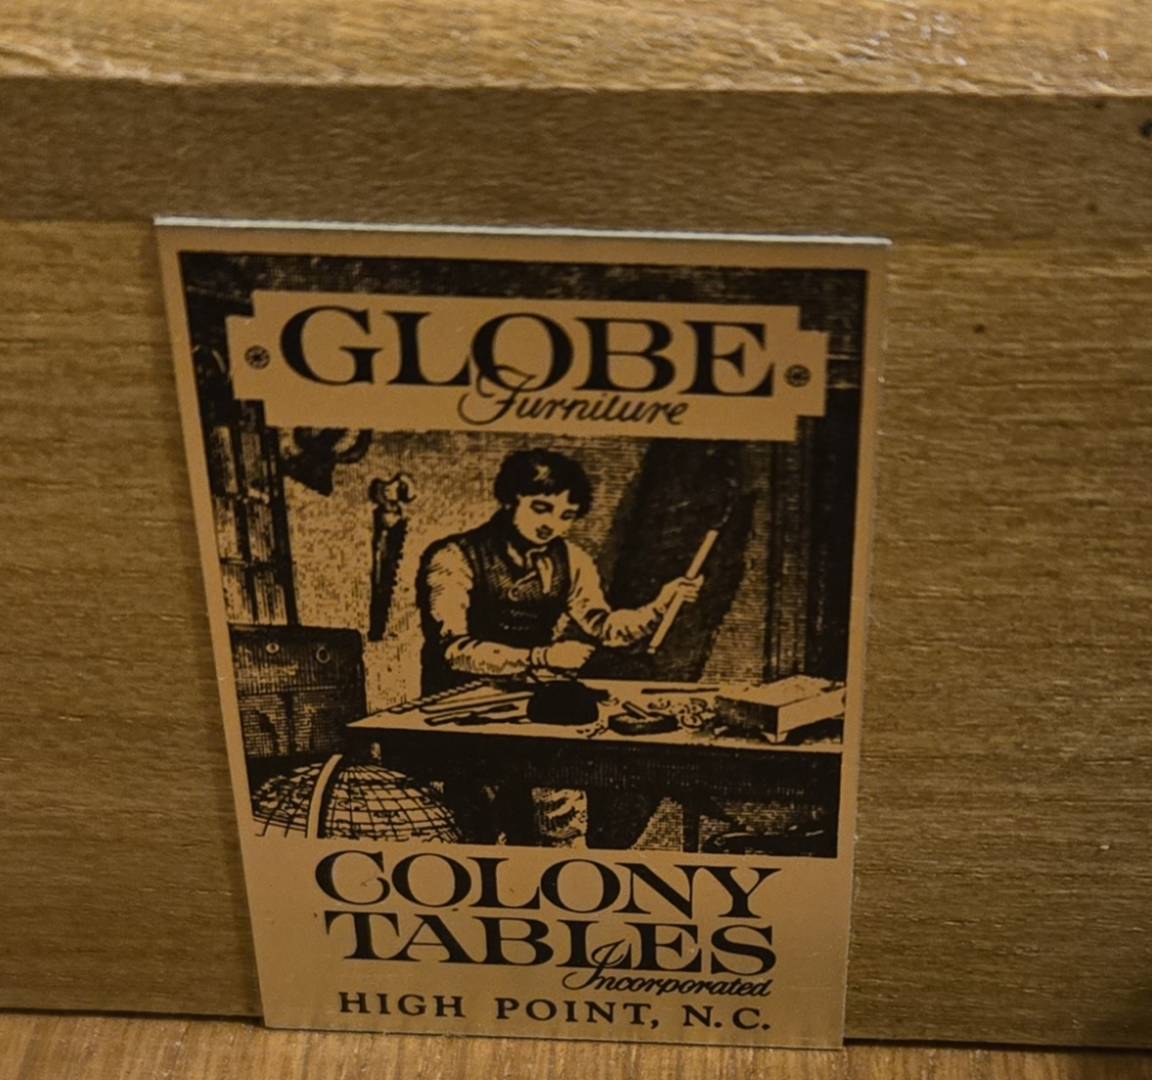 GLOBE
Furniture
COLONY
TABLES
Incorporated
HIGH POINT, N.C.